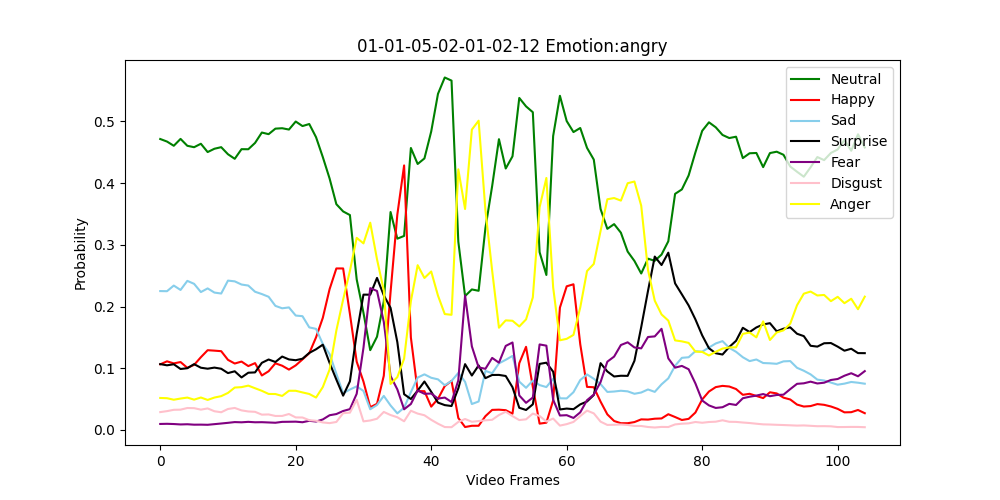 01-01-05-02-01-02-12 Emotion:angry
Probability
0.5
0.4
0.3
0.2
0.1
0.0
0
20
40
60
80
100
Video Frames
Neutral
Happy
Sad
Surprise
Fear
Disgust
Anger